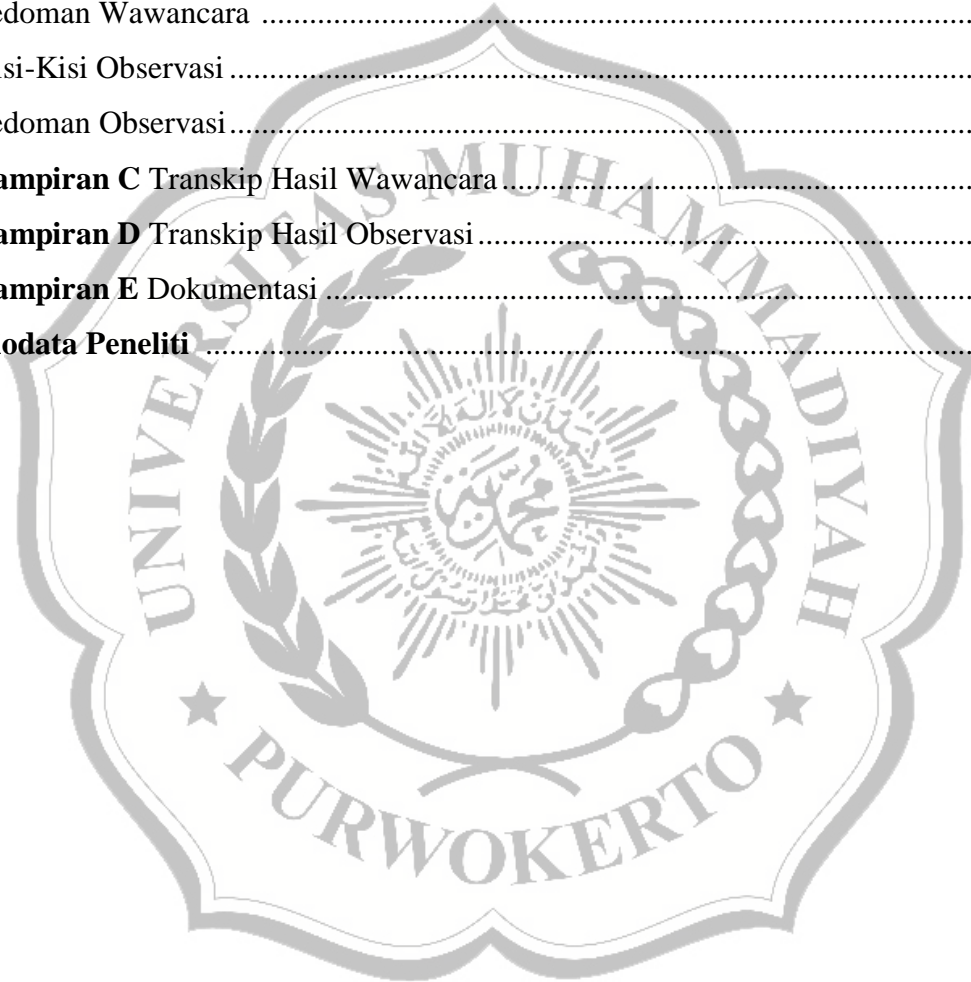 edoman Wawancara ........................................................................................
isi-Kisi Observasi ............................................................................................
edoman Observasi ............................................................................................
ampiran C Transkip Hasil Wawancara ............................................................
ampiran D Transkip Hasil Observasi ...............................................................
ampiran E Dokumentasi ..................................................................................
iodata Peneliti ................................................................................................
UNIVERSITAS MUHAMMADIYAH
PURWOKERTO